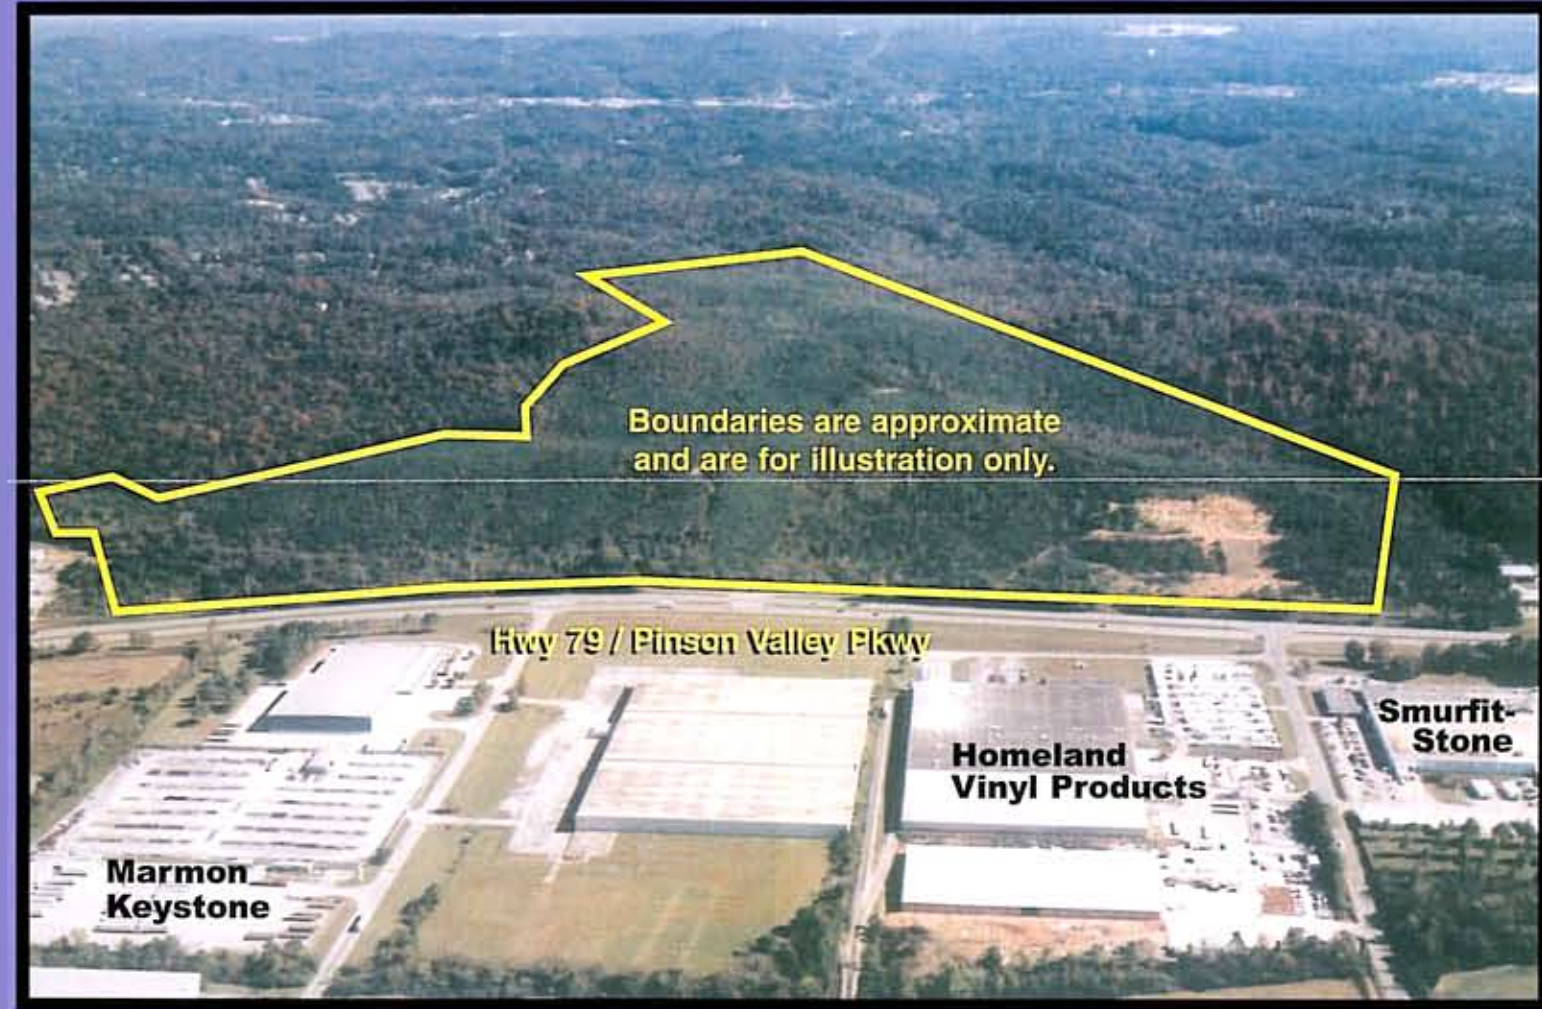 Boundaries are approximate
and are for illustration only.
Hwy 79 / Pinson Valley Pkwy
Smurfit-
Stone
Homeland
Vinyl Products
Marmon
Keystone